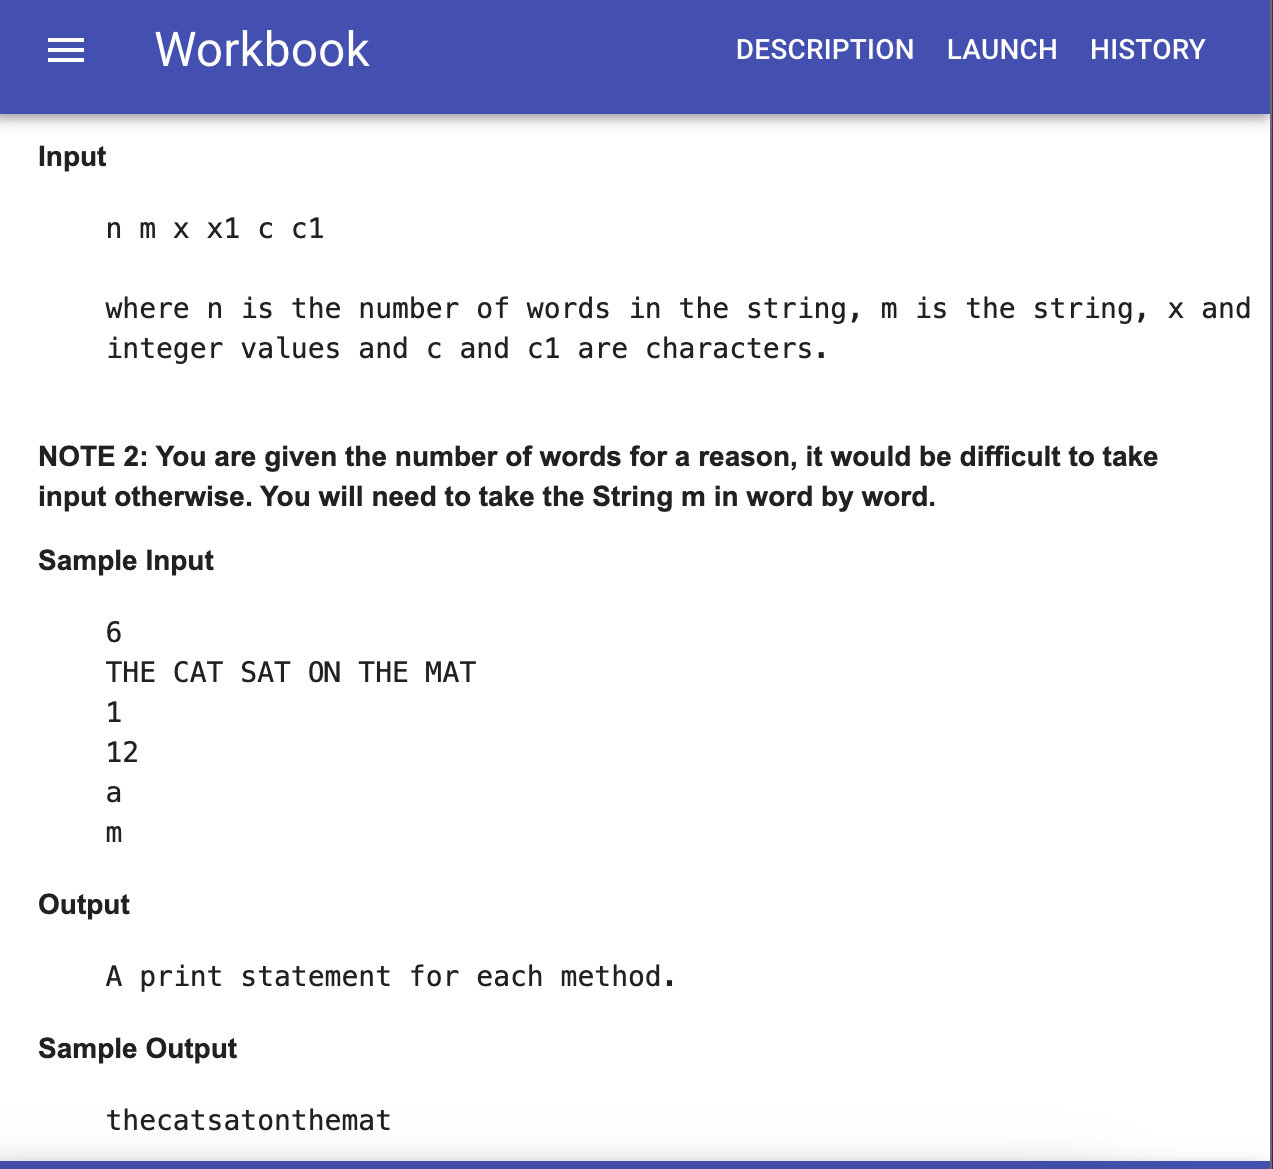 Workbook
DESCRIPTION LAUNCH HISTORY
Input
n m x x1 c c1
where n is the number of words in the string, m is the string, x and
integer values and c and c1 are characters.
NOTE 2: You are given the number of words for a reason, it would be difficult to take
input otherwise. You will need to take the String m in word by word.
Sample Input
6
THE CAT SAT ON THE MAT
1
12
a
m
Output
A print statement for each method.
Sample Output
thecatsatonthemat